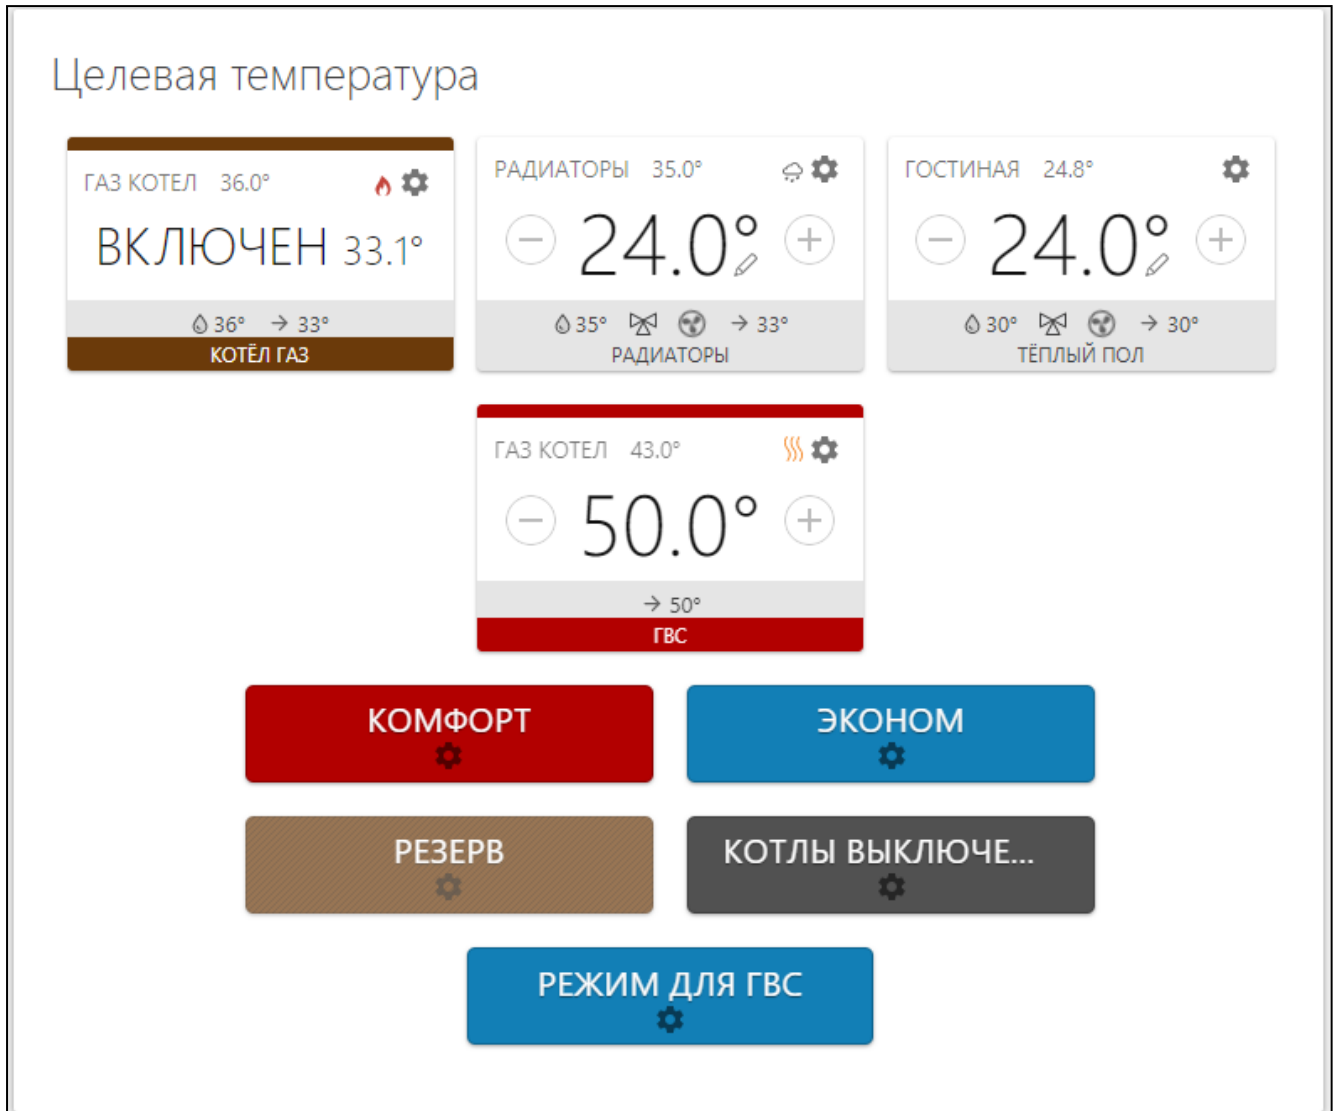 Целевая температура
ГАЗ КОТЕЛ 36.0°
ВКЛЮЧЕН 33.1°
36° → 33°
КОТЁЛ ГАЗ
РАДИАТОРЫ 35.0°
24.0°
35° → 33°
РАДИАТОРЫ
ГОСТИНАЯ 24.8°
24.0°
30° → 30°
ТЁПЛЫЙ ПОЛ
ГАЗ КОТЕЛ 43.0°
50.0°
→ 50°
ГВС
КОМФОРТ
ЭКОНОМ
РЕЗЕРВ
КОТЛЫ ВЫКЛЮЧЕ...
РЕЖИМ ДЛЯ ГВС